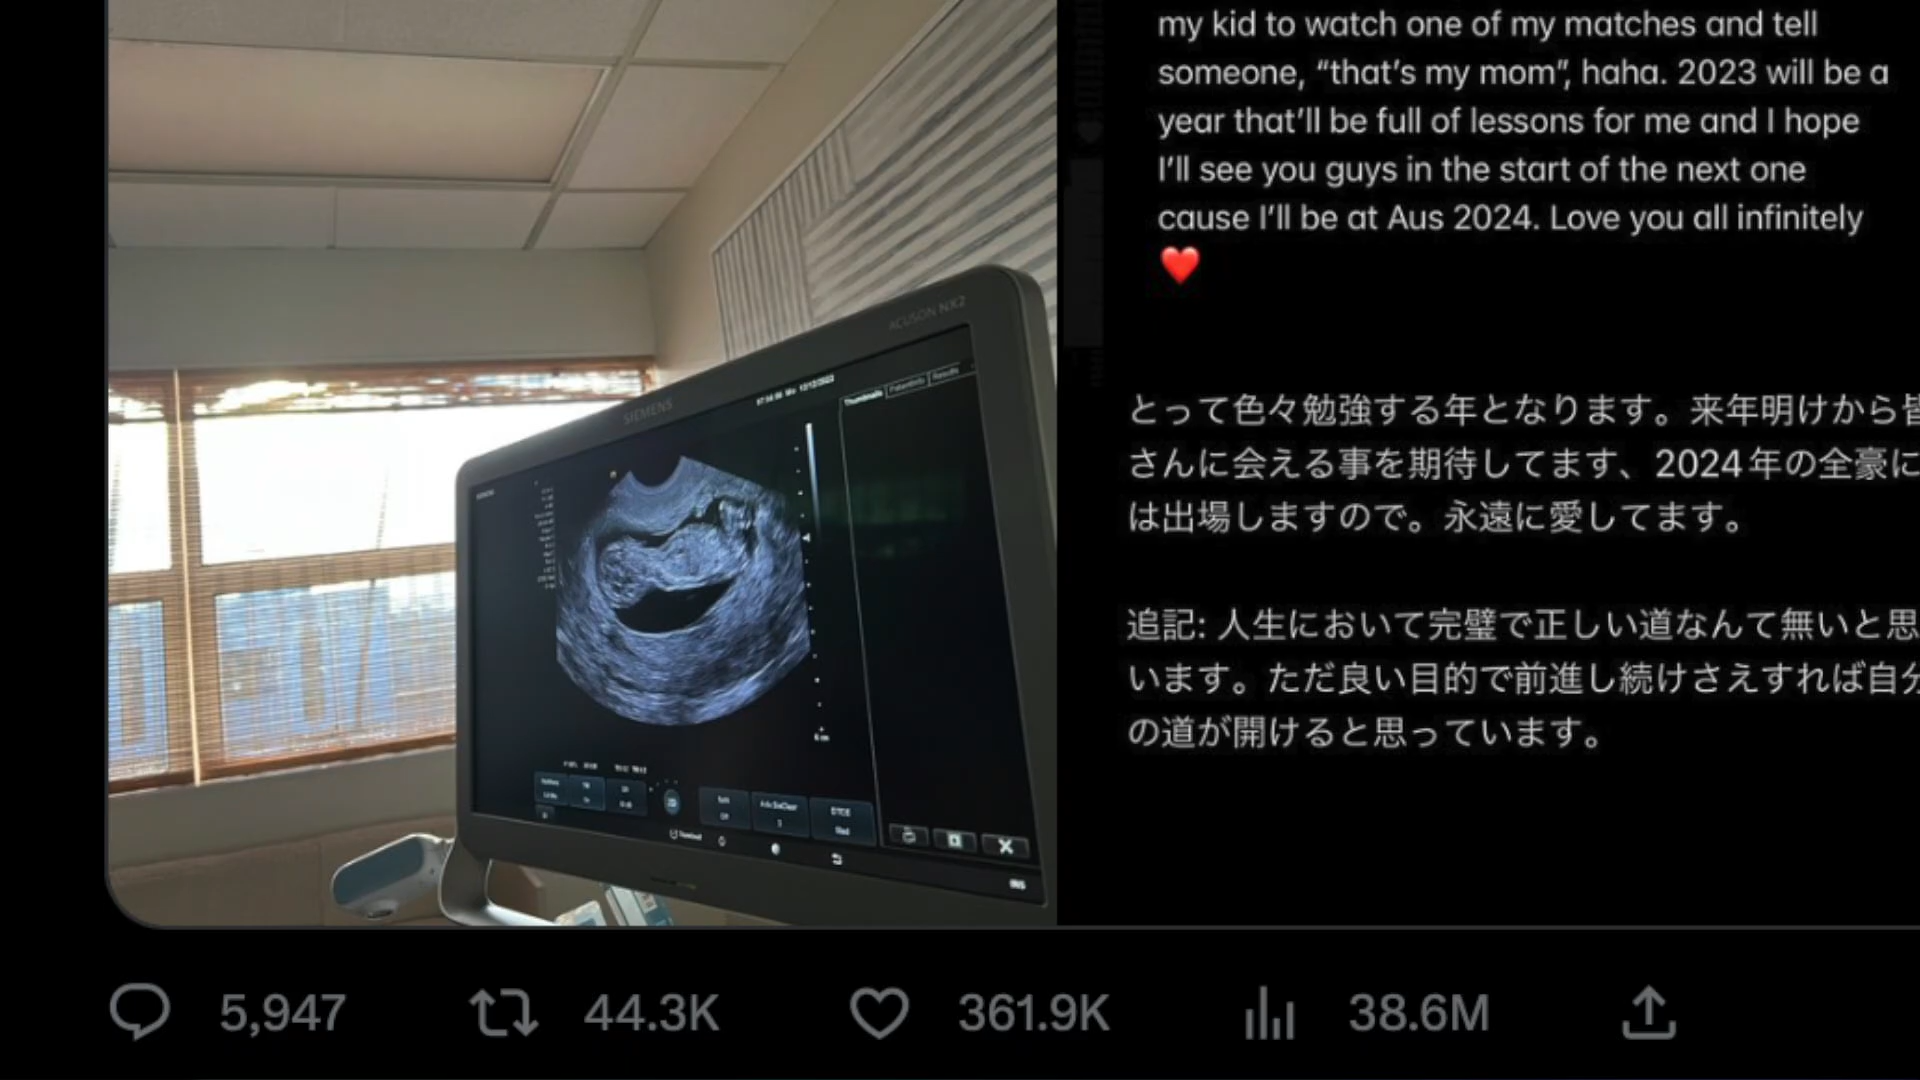 my kid to watch one of my matches and tell
someone, “that’s my mom”, haha. 2023 will be a
year that’ll be full of lessons for me and I hope
I’ll see you guys in the start of the next one
cause I’ll be at Aus 2024. Love you all infinitely
❤️
とって色々勉強する年となります。来年明けから皆
さんに会える事を期待してます、2024年の全豪に
は出場しますので。永遠に愛してます。
追記: 人生において完璧で正しい道なんて無いと思
います。ただ良い目的で前進し続けさえすれば自分
の道が開けると思っています。
ACUSON NX2
SIEMENS
Thumbnails
Results
5,947 44.3K 361.9K 38.6M